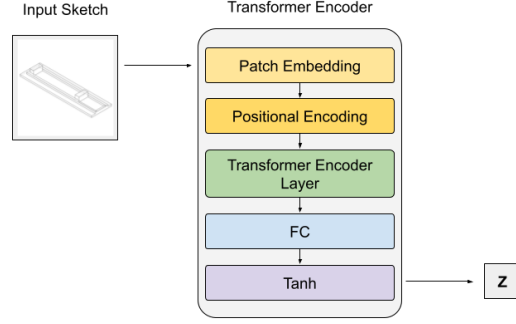 Input Sketch
Transformer Encoder
Patch Embedding
Positional Encoding
Transformer Encoder
Layer
FC
Tanh
Z